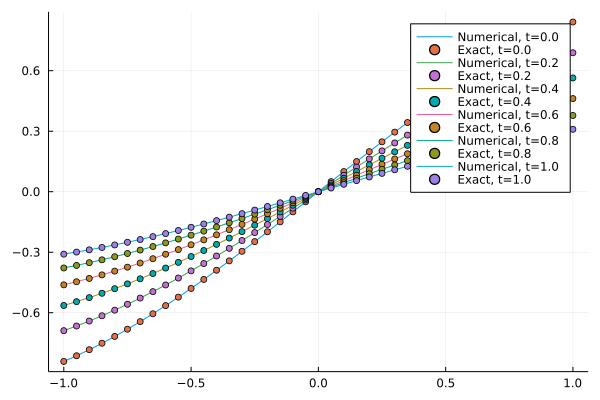 Numerical, t=0.0
Exact, t=0.0
Numerical, t=0.2
Exact, t=0.2
Numerical, t=0.4
Exact, t=0.4
Numerical, t=0.6
Exact, t=0.6
Numerical, t=0.8
Exact, t=0.8
Numerical, t=1.0
Exact, t=1.0
0.6
0.3
0.0
−0.3
−0.6
−1.0 −0.5 0.0 0.5 1.0